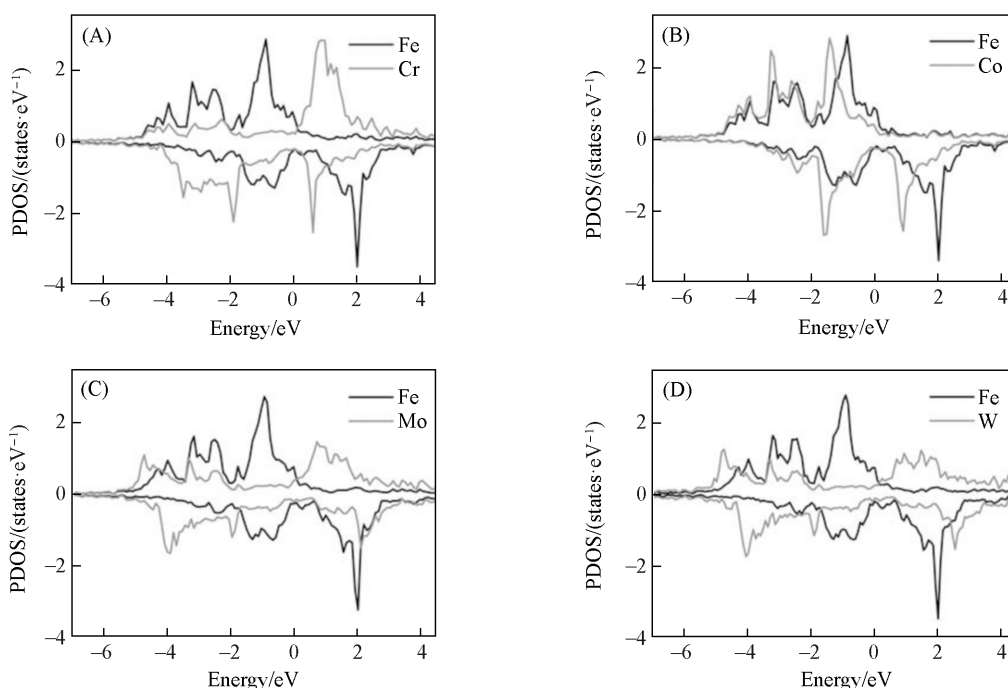 (A)
Fe
Cr
2
0
−2
−4
PDOS/(states·eV⁻¹)
−6 −4 −2 0 2 4
Energy/eV
(B)
Fe
Co
2
0
−2
−4
PDOS/(states·eV⁻¹)
−6 −4 −2 0 2 4
Energy/eV
(C)
Fe
Mo
2
0
−2
−4
PDOS/(states·eV⁻¹)
−6 −4 −2 0 2 4
Energy/eV
(D)
Fe
W
2
0
−2
−4
PDOS/(states·eV⁻¹)
−6 −4 −2 0 2 4
Energy/eV